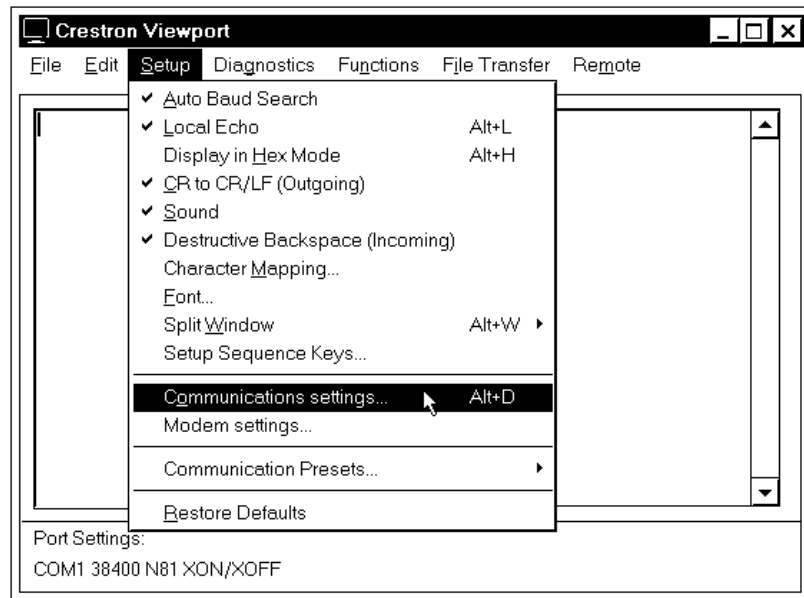 Crestron Viewport
File Edit Setup Diagnostics Functions File Transfer Remote
Auto Baud Search
Local Echo Alt+L
Display in Hex Mode Alt+H
CR to CR/LF (Outgoing)
Sound
Destructive Backspace (Incoming)
Character Mapping...
Font...
Split Window Alt+W
Setup Sequence Keys...
Communications settings... Alt+D
Modem settings...
Communication Presets...
Restore Defaults
Port Settings:
COM1 38400 N81 XON/XOFF